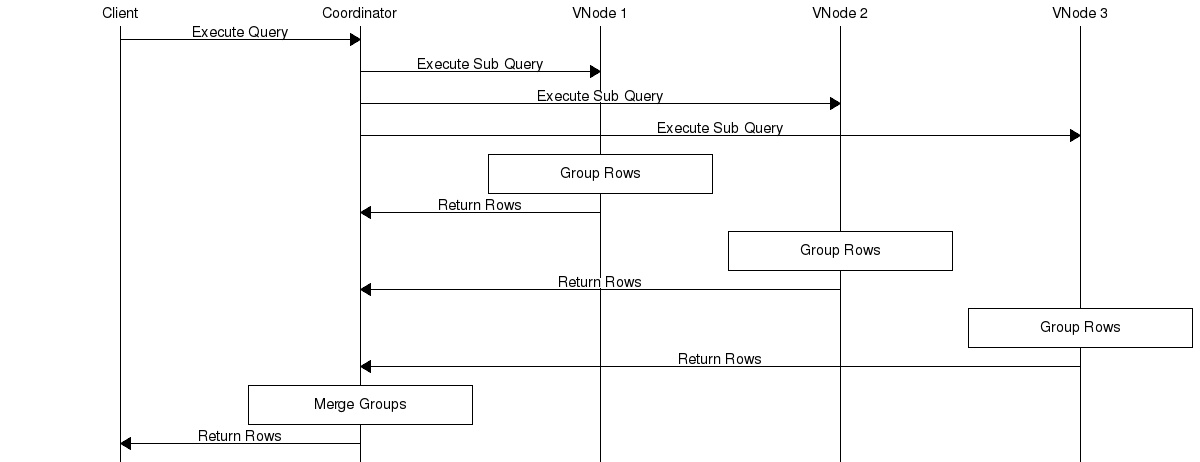 Client Coordinator VNode 1 VNode 2 VNode 3
Execute Query
Execute Sub Query
Execute Sub Query
Execute Sub Query
Group Rows
Return Rows
Group Rows
Return Rows
Group Rows
Return Rows
Merge Groups
Return Rows